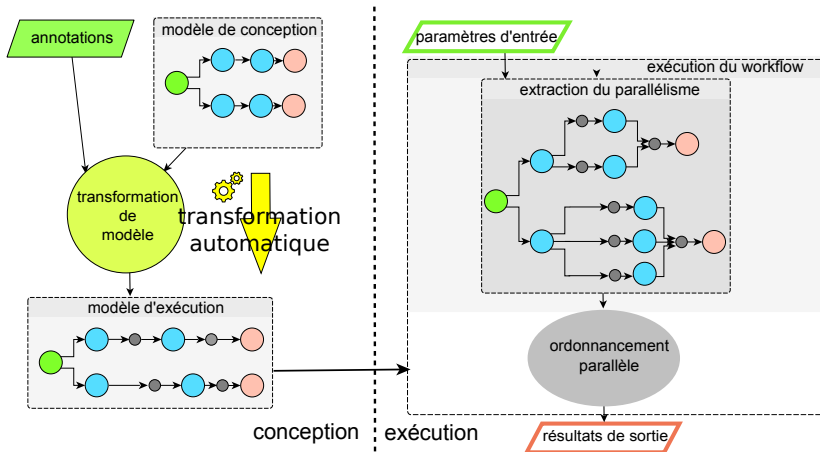 annotations
modèle de conception
transformation
de
modèle
transformation
automatique
modèle d'exécution
conception
paramètres d'entrée
exécution du workflow
extraction du parallélisme
ordonnancement
parallèle
exécution
résultats de sortie